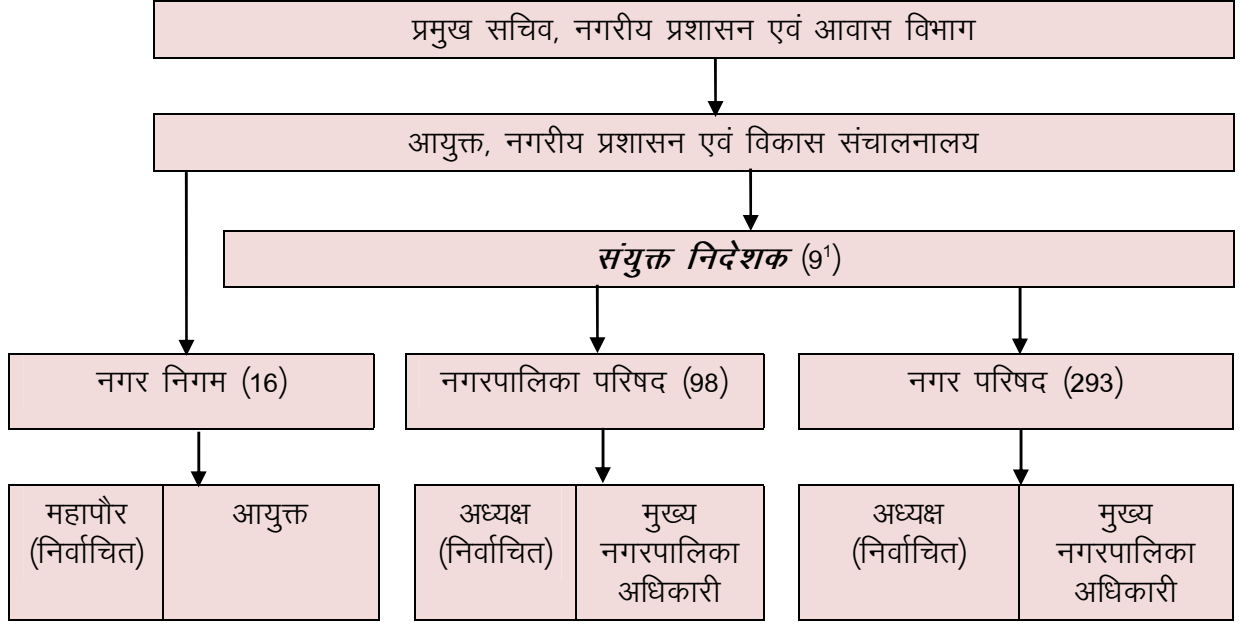 प्रमुख सचिव, नगरीय प्रशासन एवं आवास विभाग
आयुक्त, नगरीय प्रशासन एवं विकास संचालनालय
संयुक्त निदेशक (9¹)
नगर निगम (16)
नगरपालिका परिषद (98)
नगर परिषद (293)
महापौर
(निर्वाचित)
आयुक्त
अध्यक्ष
(निर्वाचित)
मुख्य
नगरपालिका
अधिकारी
अध्यक्ष
(निर्वाचित)
मुख्य
नगरपालिका
अधिकारी